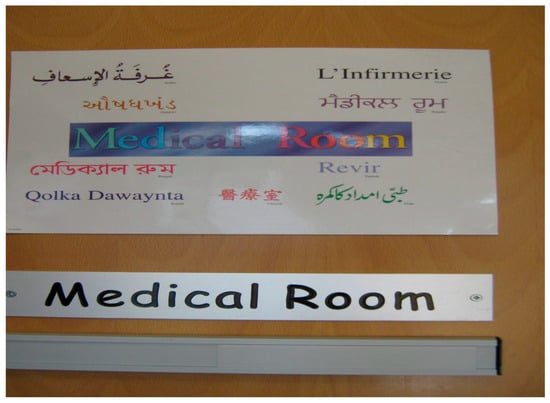 غُرفَةُ الإسعاف
L'Infirmerie
ઔષધખંડ
ਮੈਡੀਕਲ ਰੂਮ
Medical Room
মেডিক্যাল রুম
Revir
Qolka Dawaynta
醫療室
طبّی امداد کا کمرہ
Medical Room